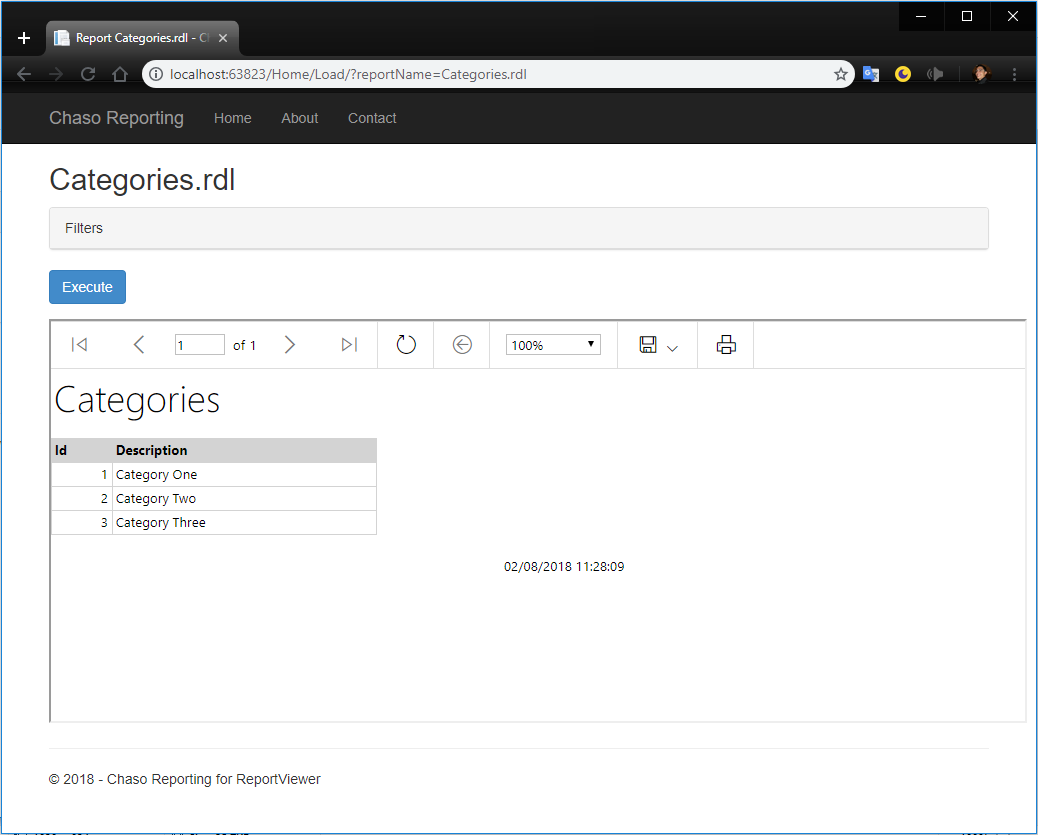 Report Categories.rdl - C
localhost:63823/Home/Load/?reportName=Categories.rdl
Chaso Reporting Home About Contact
Categories.rdl
Filters
Execute
1 of 1 100%
Categories
Id Description
1 Category One
2 Category Two
3 Category Three
02/08/2018 11:28:09
© 2018 - Chaso Reporting for ReportViewer